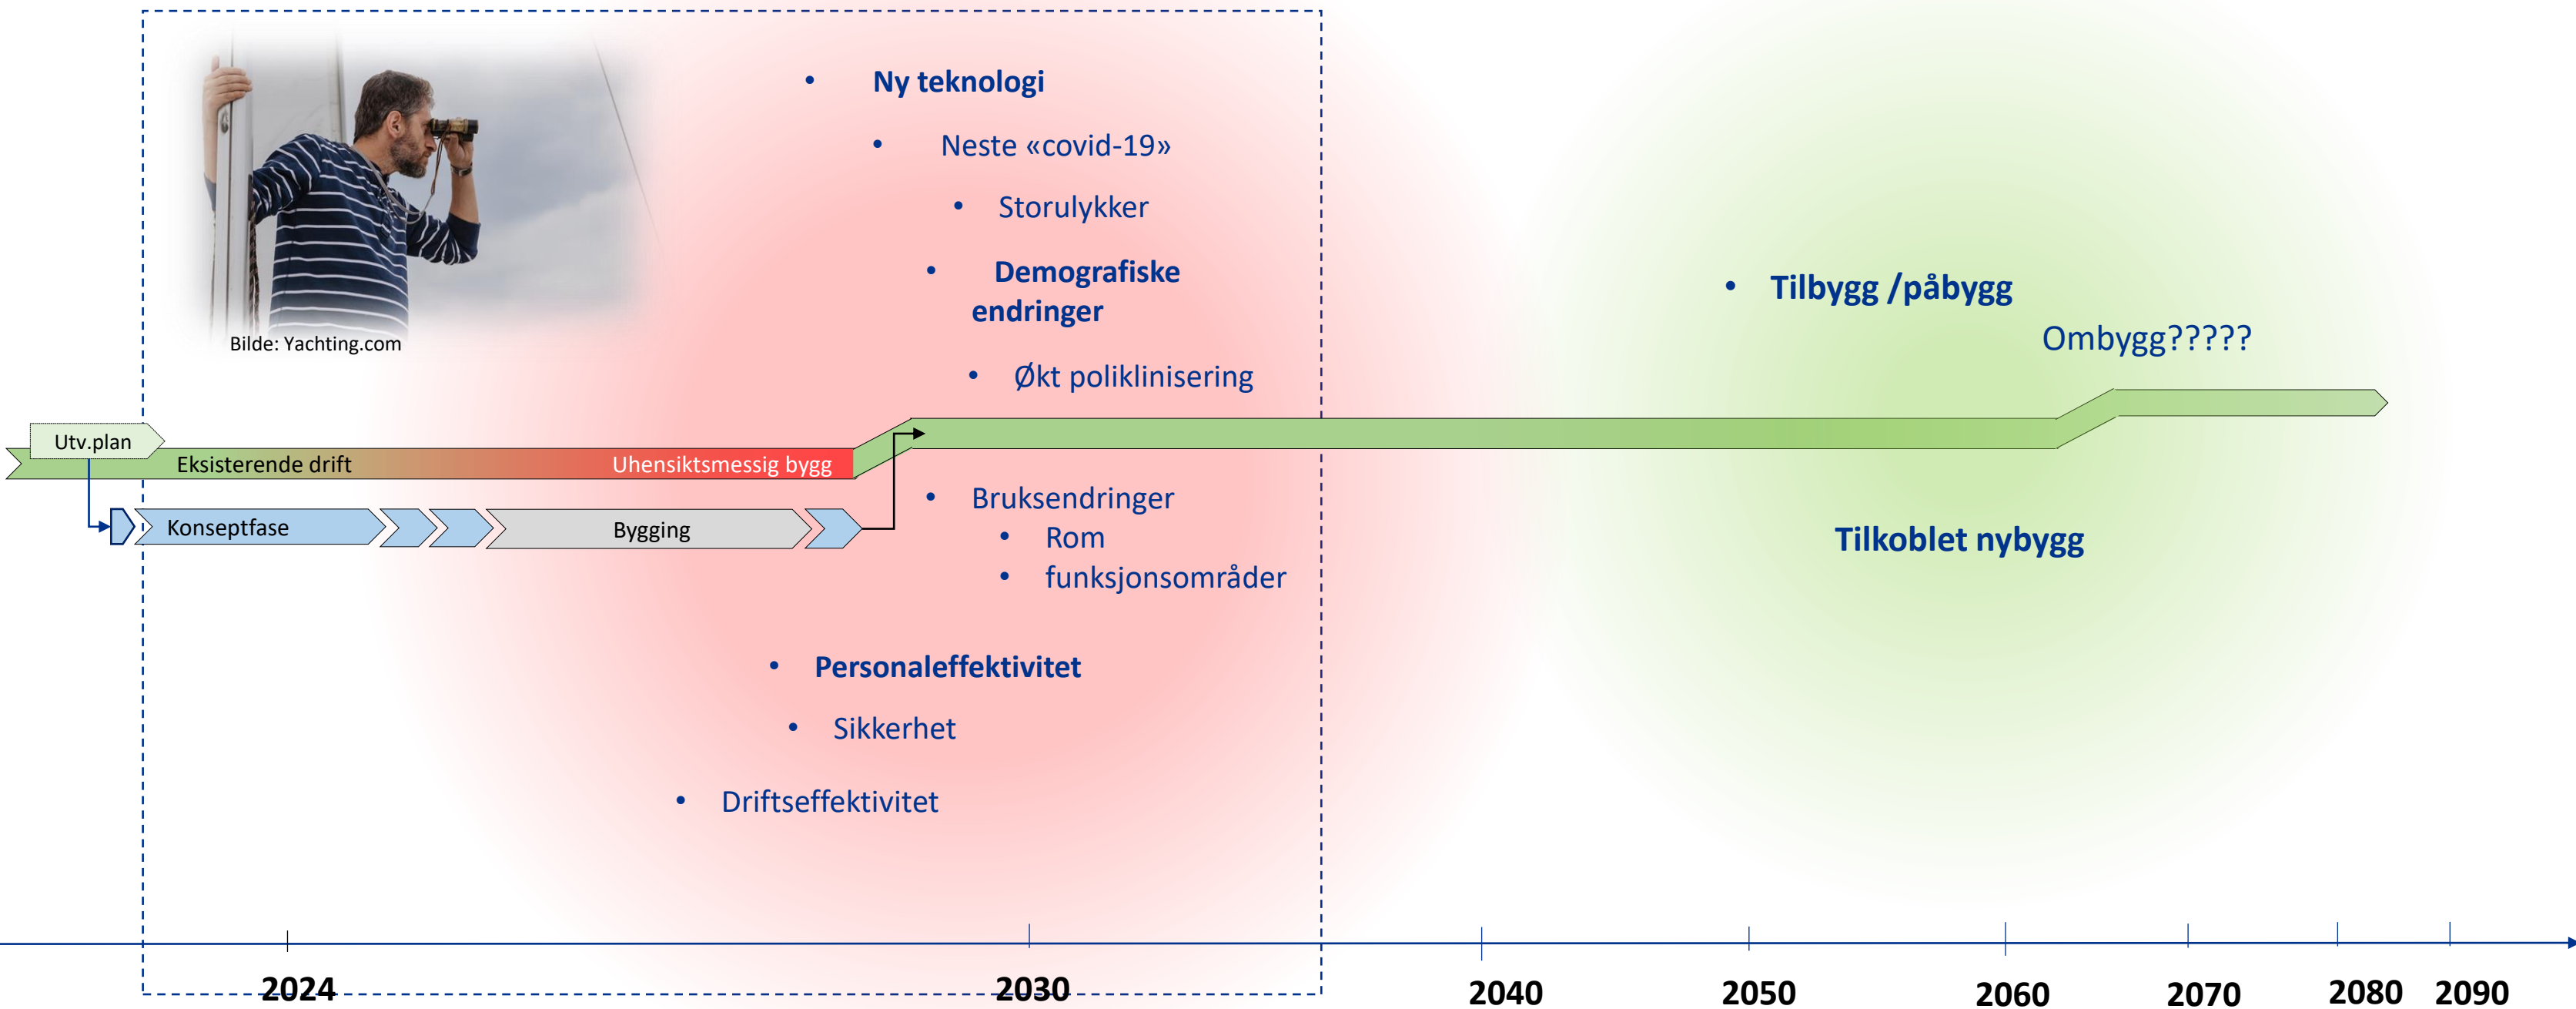 • Ny teknologi
• Neste «covid-19»
• Storulykker
• Demografiske
endringer
• Økt poliklinisering
Bilde: Yachting.com
• Tilbygg /påbygg
Ombygg?????
Utv.plan
Eksisterende drift
Uhensiktsmessig bygg
Konseptfase
Bygging
• Bruksendringer
• Rom
• funksjonsområder
Tilkoblet nybygg
• Personaleffektivitet
• Sikkerhet
• Driftseffektivitet
2024
2030
2040
2050
2060
2070
2080
2090